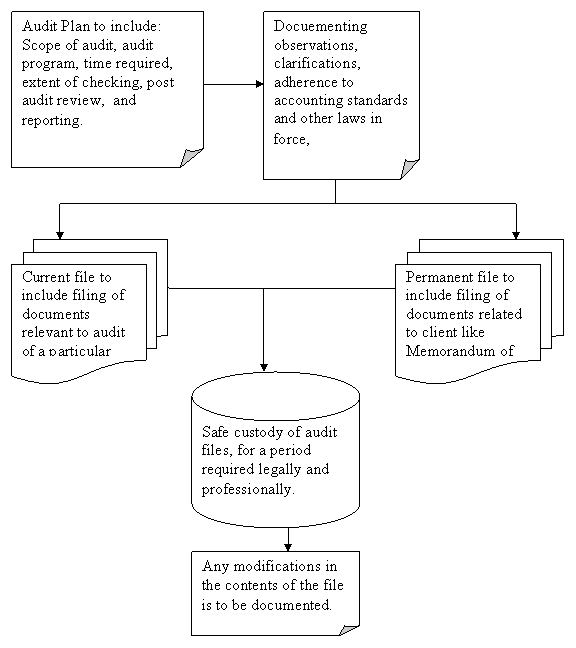 Audit Plan to include:
Scope of audit, audit
program, time required,
extent of checking, post
audit review, and
reporting.
Docuementing
observations,
clarifications,
adherence to
accounting standards
and other laws in
force,
Current file to
include filing of
documents
relevant to audit
of a particular
Permanent file to
include filing of
documents related
to client like
Memorandum of
Safe custody of audit
files, for a period
required legally and
professionally.
Any modifications in
the contents of the file
is to be documented.